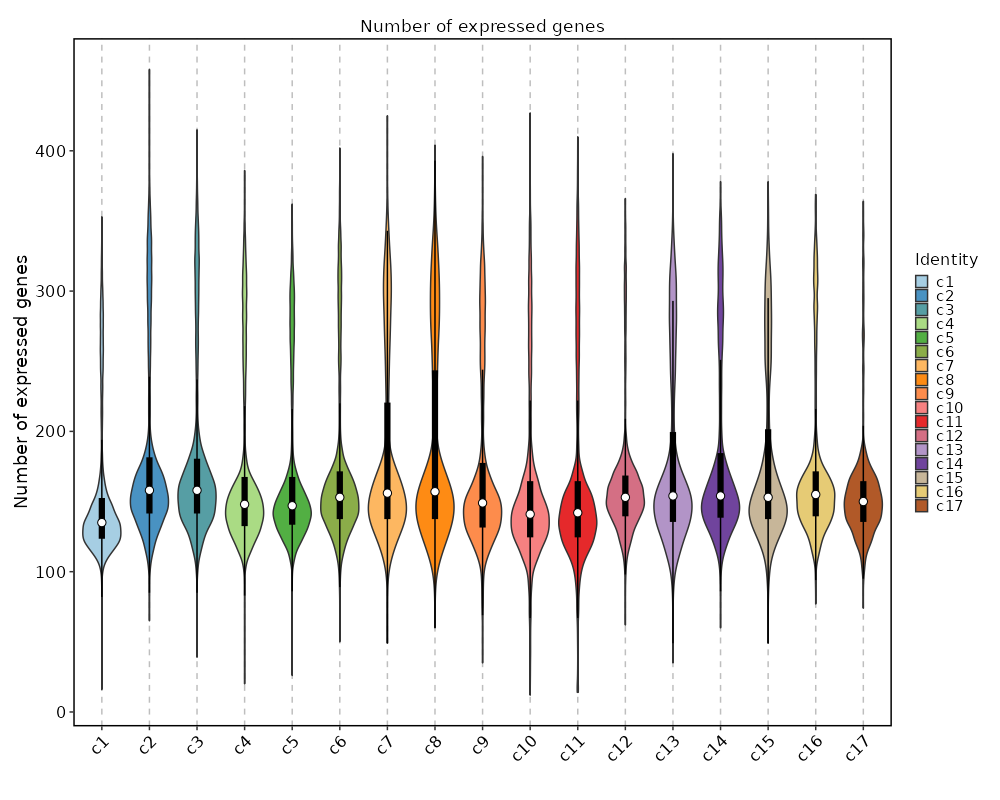 Number of expressed genes
Number of expressed genes
400
300
200
100
0
c1 c2 c3 c4 c5 c6 c7 c8 c9 c10 c11 c12 c13 c14 c15 c16 c17
Identity
c1
c2
c3
c4
c5
c6
c7
c8
c9
c10
c11
c12
c13
c14
c15
c16
c17